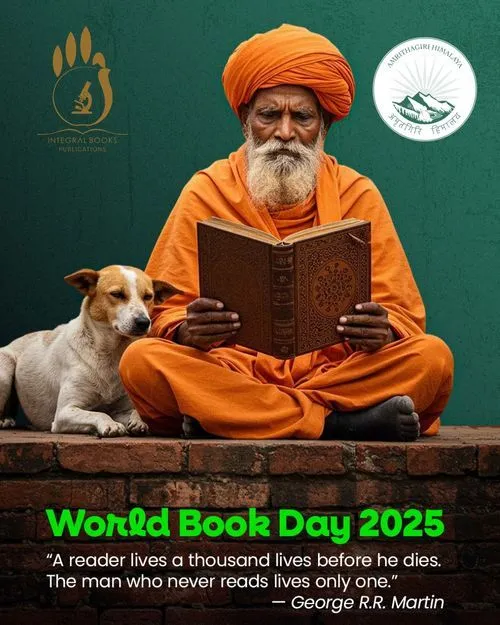 INTEGRAL BOOKS
PUBLICATIONS
AMRITHAGIRI HIMALAYA
अमृतगिरि हिमालय
World Book Day 2025
“A reader lives a thousand lives before he dies.
The man who never reads lives only one.”
— George R.R. Martin